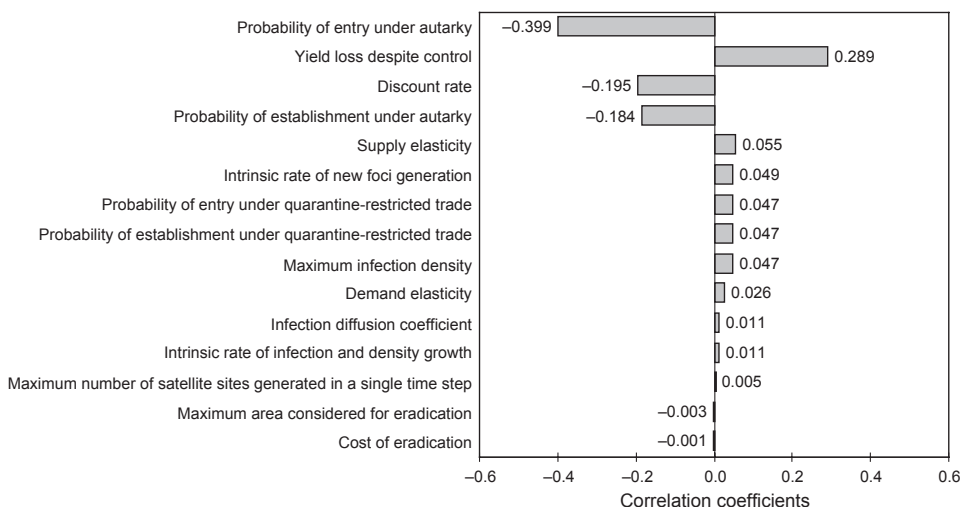 Probability of entry under autarky –0.399
Yield loss despite control 0.289
Discount rate –0.195
Probability of establishment under autarky –0.184
Supply elasticity 0.055
Intrinsic rate of new foci generation 0.049
Probability of entry under quarantine-restricted trade 0.047
Probability of establishment under quarantine-restricted trade 0.047
Maximum infection density 0.047
Demand elasticity 0.026
Infection diffusion coefficient 0.011
Intrinsic rate of infection and density growth 0.011
Maximum number of satellite sites generated in a single time step 0.005
Maximum area considered for eradication –0.003
Cost of eradication –0.001
–0.6 –0.4 –0.2 0.0 0.2 0.4 0.6
Correlation coefficients